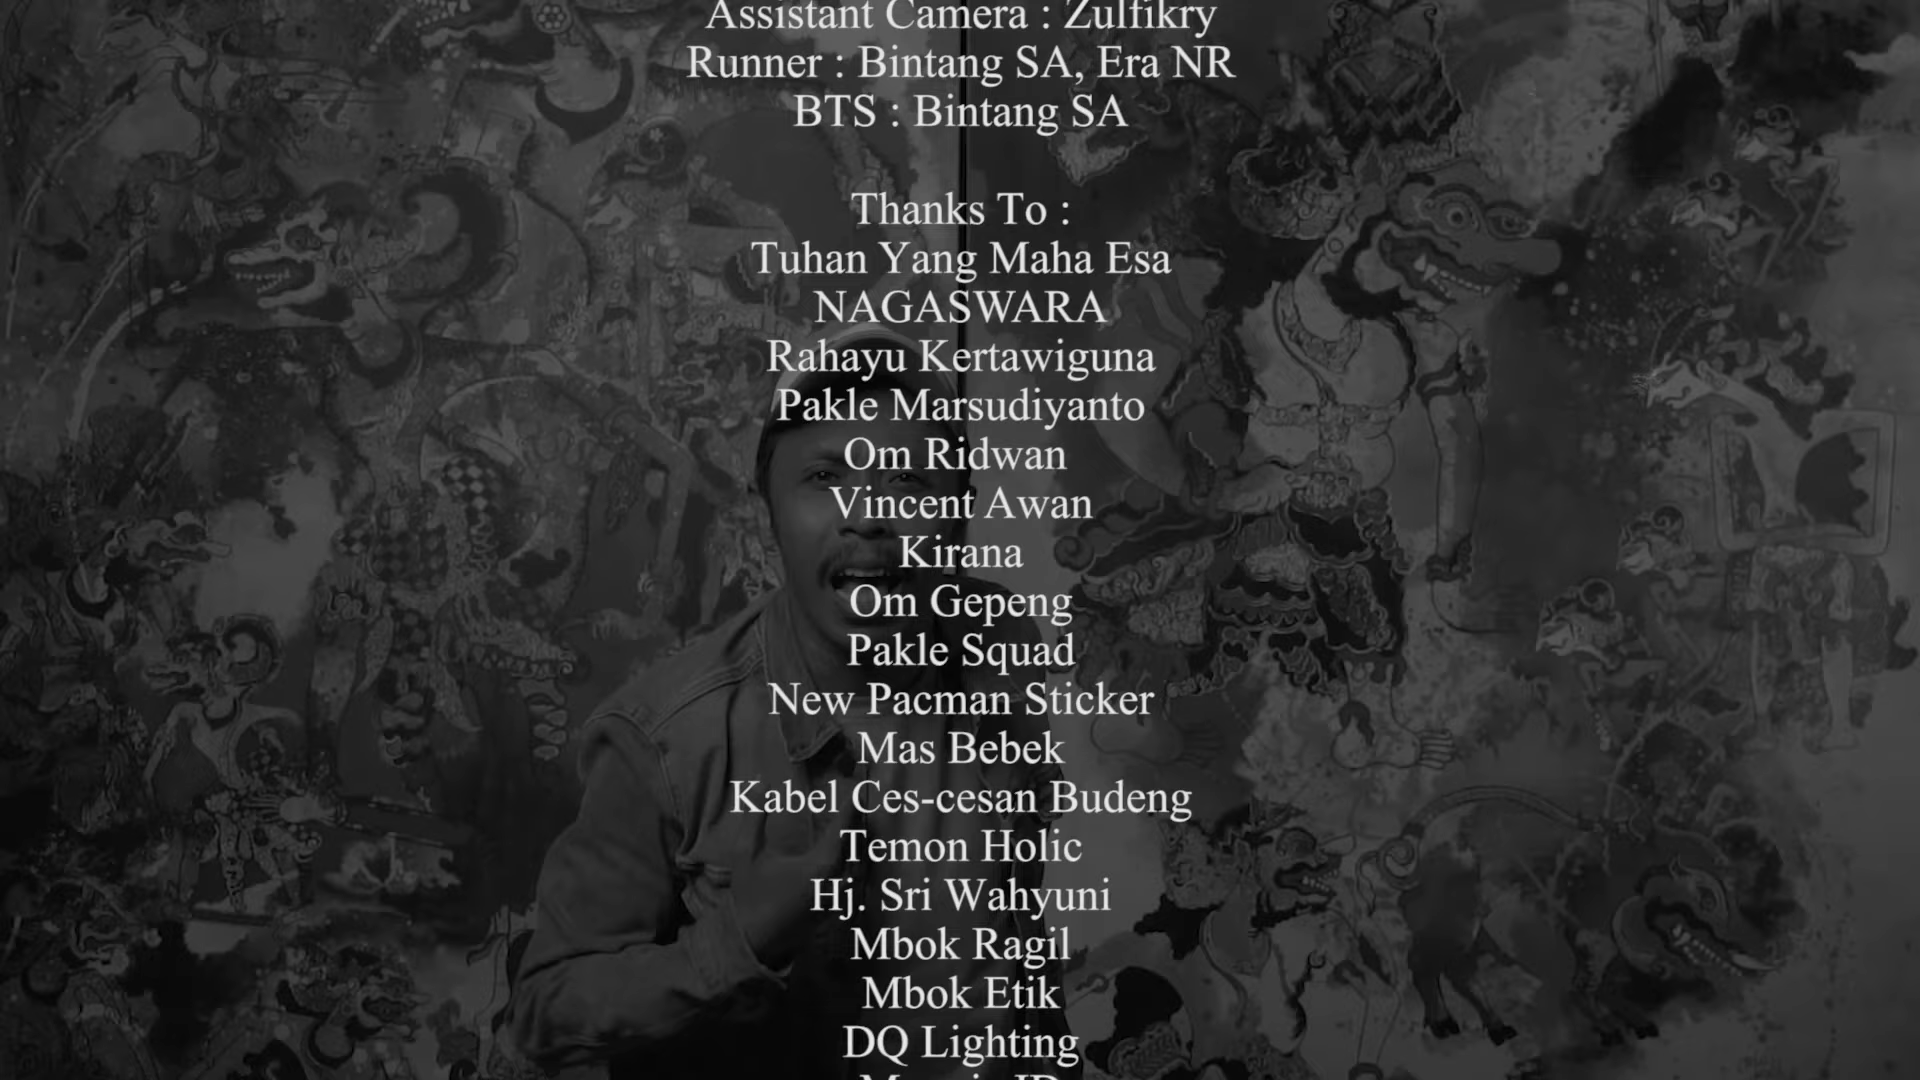 Assistant Camera : Zulfikry
Runner : Bintang SA, Era NR
BTS : Bintang SA
Thanks To :
Tuhan Yang Maha Esa
NAGASWARA
Rahayu Kertawiguna
Pakle Marsudiyanto
Om Ridwan
Vincent Awan
Kirana
Om Gepeng
Pakle Squad
New Pacman Sticker
Mas Bebek
Kabel Ces-cesan Budeng
Temon Holic
Hj. Sri Wahyuni
Mbok Ragil
Mbok Etik
DQ Lighting